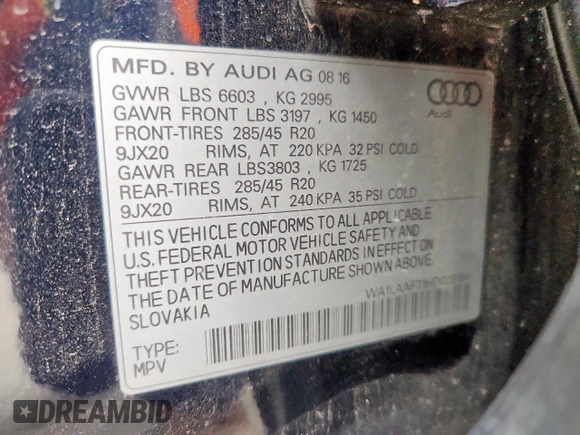 MFD. BY AUDI AG 08 16
GVWR LBS 6603 , KG 2995
GAWR FRONT LBS 3197 , KG 1450
FRONT-TIRES 285/45 R20
9JX20 RIMS, AT 220 KPA 32 PSI COLD
GAWR REAR LBS3803 , KG 1725
REAR-TIRES 285/45 R20
9JX20 RIMS, AT 240 KPA 35 PSI COLD
Audi
THIS VEHICLE CONFORMS TO ALL APPLICABLE
U.S. FEDERAL MOTOR VEHICLE SAFETY AND
THEFT PREVENTION STANDARDS IN EFFECT ON
THE DATE OF MANUFACTURE SHOWN ABOVE.
SLOVAKIA
TYPE:
MPV
DREAMBID